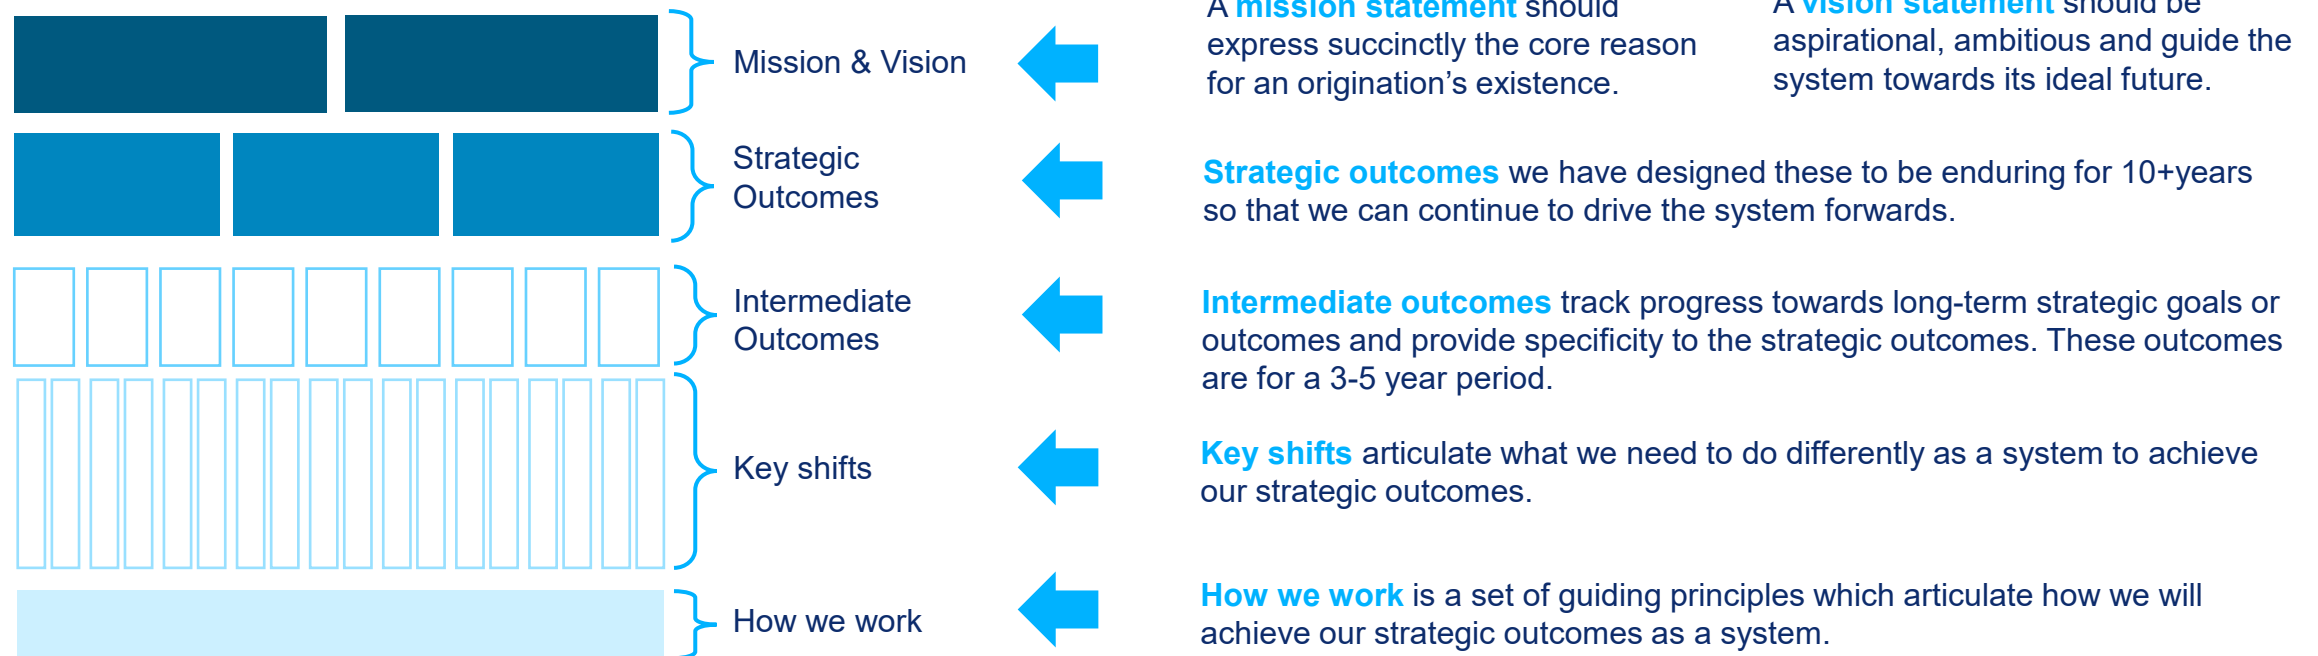 Mission & Vision
A mission statement should
express succinctly the core reason
for an origination’s existence.
A vision statement should be
aspirational, ambitious and guide the
system towards its ideal future.
Strategic
Outcomes
Strategic outcomes we have designed these to be enduring for 10+years
so that we can continue to drive the system forwards.
Intermediate
Outcomes
Intermediate outcomes track progress towards long-term strategic goals or
outcomes and provide specificity to the strategic outcomes. These outcomes
are for a 3-5 year period.
Key shifts
Key shifts articulate what we need to do differently as a system to achieve
our strategic outcomes.
How we work
How we work is a set of guiding principles which articulate how we will
achieve our strategic outcomes as a system.